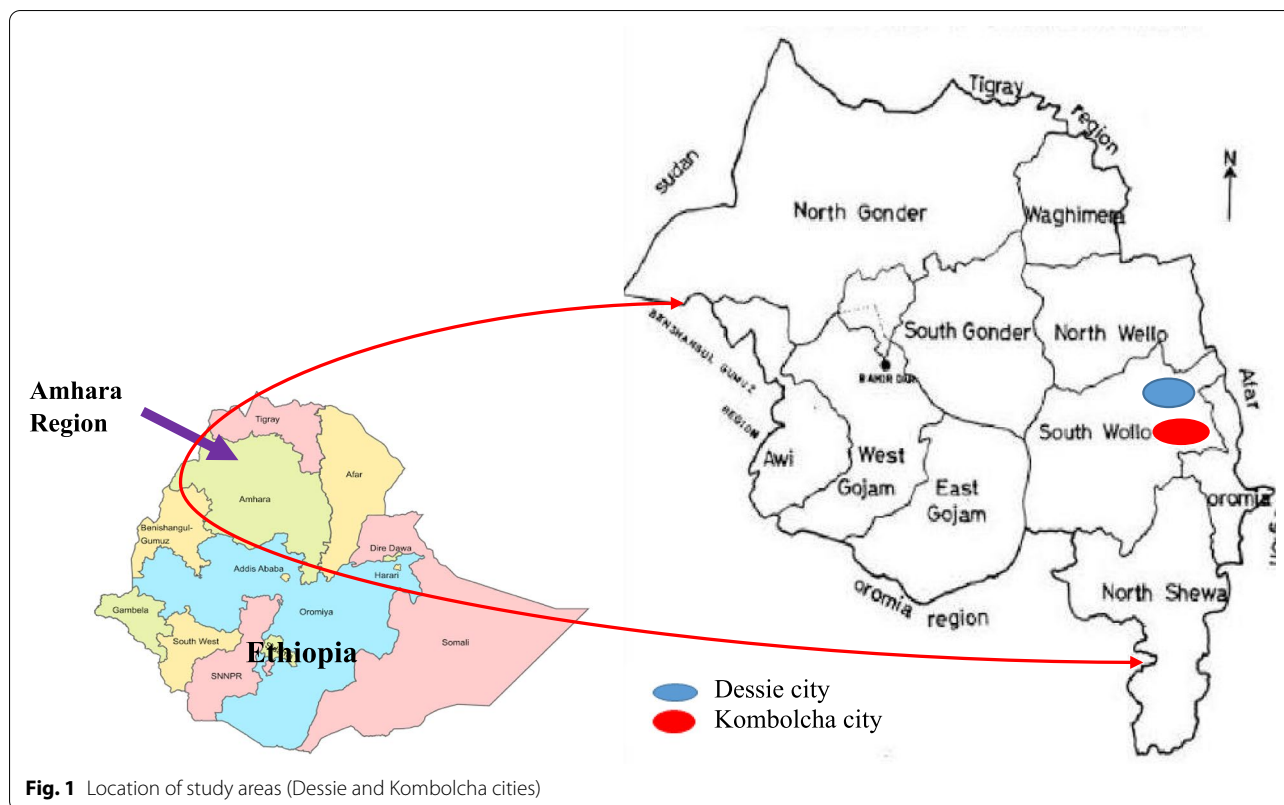 Amhara
Region
Tigray
Afar
Amhara
Benishangul-
Gumuz
Dire Dawa
Addis Ababa
Harari
Oromiya
Gambela
South West
Ethiopia
Somali
SNNPR
Tigray
region
sudan
N
North Gonder
Waghimera
BENSHANGUL GUMUZ
REGION
South Gonder
North Wello
BAHIR DAR
Afar
South Wollo
Awi
West
Gojam
East
Gojam
oromia
North Shewa
oromia region
Dessie city
Kombolcha city
Fig. 1 Location of study areas (Dessie and Kombolcha cities)